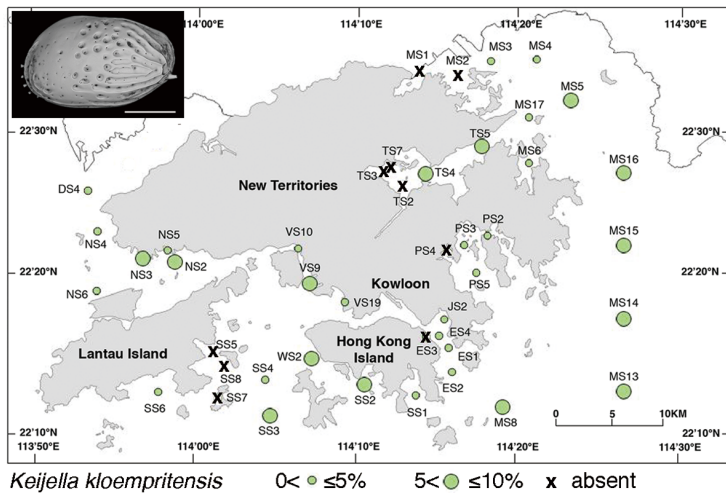 114'00'E 114'10'E 114'20'E 114'30'E
MS1 MS2 MS3 MS4
MS5
MS17
22'30'N 22'30'N
TS5
TS7
TS3 TS4 MS6 MS16
New Territories
TS2
DS4
PS2
PS3
NS4 NS5 VS10
PS4 MS15
NS3 NS2
22'20'N 22'20'N
VS9 Kowloon PS5
NS6
VS19 JS2 MS14
Hong Kong
Island
ES4
ES3 ES1
SS5
Lantau Island
WS2
SS8 SS4 ES2 MS13
SS6 SS7 SS2 SS1
0 5 10KM
SS3 MS8
22'10'N 22'10'N
113'50'E 114'00'E 114'10'E 114'20'E 114'30'E
Keijella kloempritensis 0< ≤5% 5< ≤10% x absent